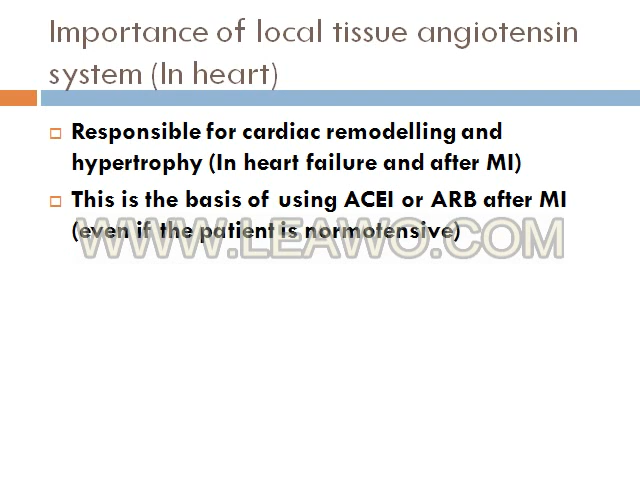 Importance of local tissue angiotensin
system (In heart)
Responsible for cardiac remodelling and
hypertrophy (In heart failure and after MI)
This is the basis of using ACEI or ARB after MI
(even if the patient is normotensive)
WWW.LEAWO.COM